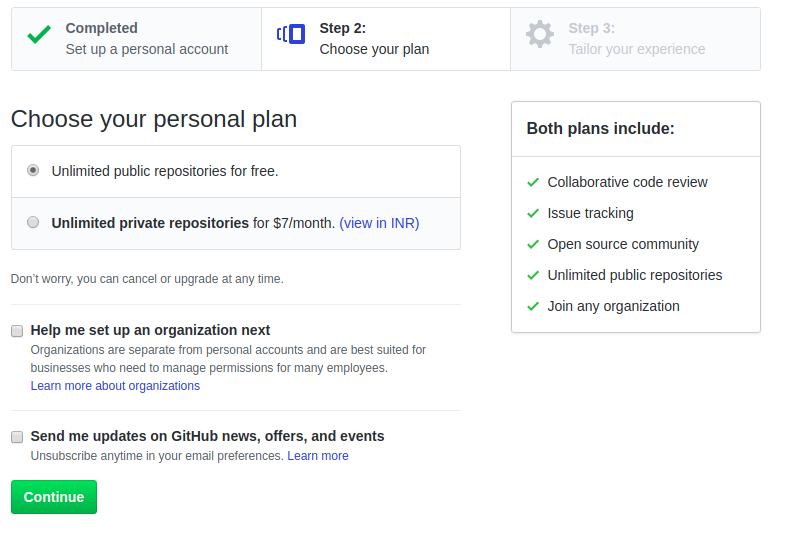 Completed
Set up a personal account
Step 2:
Choose your plan
Step 3:
Tailor your experience
Choose your personal plan
Unlimited public repositories for free.
Unlimited private repositories for $7/month. (view in INR)
Don’t worry, you can cancel or upgrade at any time.
Help me set up an organization next
Organizations are separate from personal accounts and are best suited for
businesses who need to manage permissions for many employees.
Learn more about organizations
Send me updates on GitHub news, offers, and events
Unsubscribe anytime in your email preferences. Learn more
Continue
Both plans include:
Collaborative code review
Issue tracking
Open source community
Unlimited public repositories
Join any organization